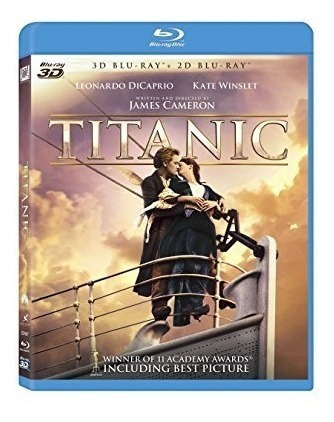 Blu-ray Disc
Blu-ray
3D
3D BLU-RAY + 2D BLU-RAY
LEONARDO DICAPRIO KATE WINSLET
WRITTEN AND DIRECTED BY
JAMES CAMERON
TITANIC
WINNER OF 11 ACADEMY AWARDS®
INCLUDING BEST PICTURE
TITANIC